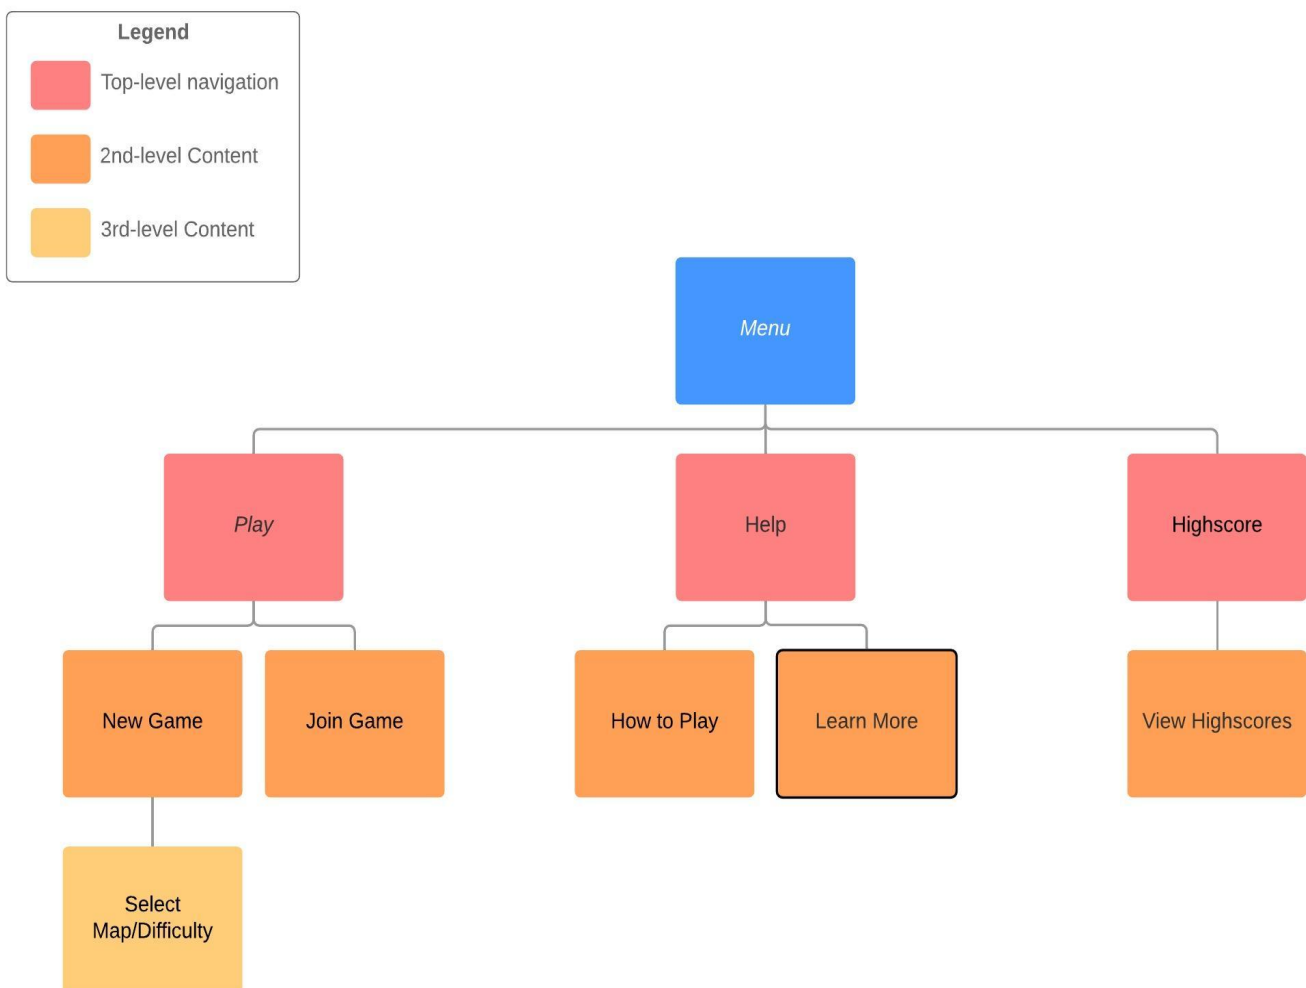 Legend
Top-level navigation
2nd-level Content
3rd-level Content
Menu
Play
Help
Highscore
New Game
Join Game
How to Play
Learn More
View Highscores
Select
Map/Difficulty